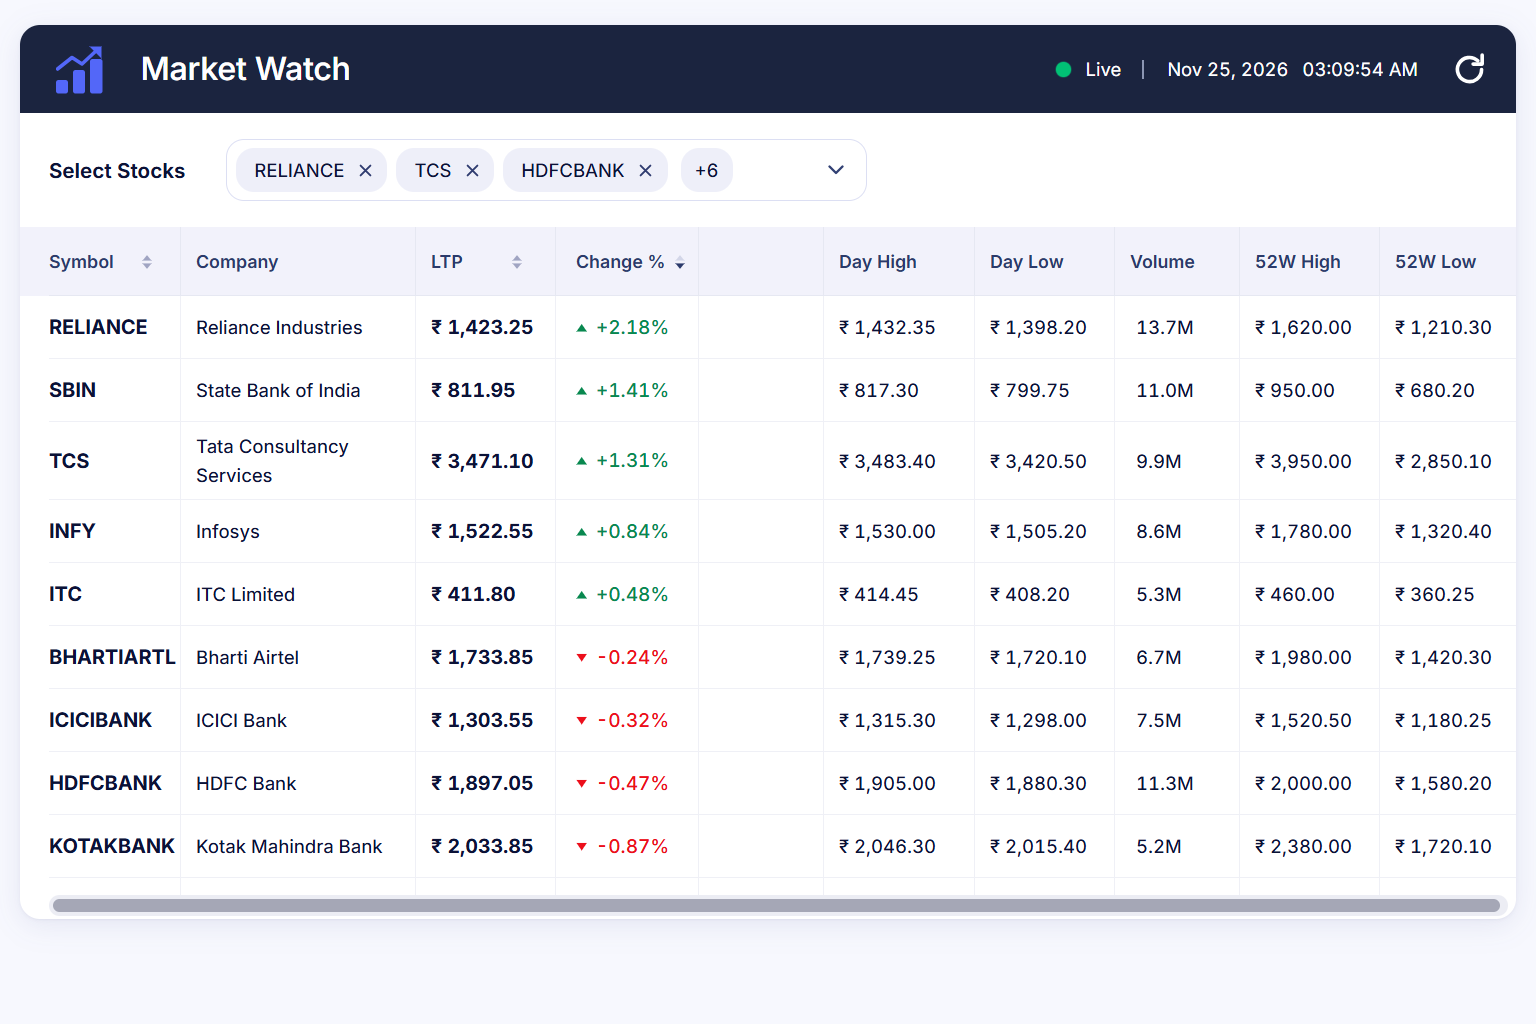 Market Watch
Live | Nov 25, 2026 03:09:54 AM
Select Stocks RELIANCE × TCS × HDFCBANK × +6
Symbol Company LTP Change % Day High Day Low Volume 52W High 52W Low
RELIANCE Reliance Industries ₹ 1,423.25 ▲ +2.18% ₹ 1,432.35 ₹ 1,398.20 13.7M ₹ 1,620.00 ₹ 1,210.30
SBIN State Bank of India ₹ 811.95 ▲ +1.41% ₹ 817.30 ₹ 799.75 11.0M ₹ 950.00 ₹ 680.20
TCS Tata Consultancy Services ₹ 3,471.10 ▲ +1.31% ₹ 3,483.40 ₹ 3,420.50 9.9M ₹ 3,950.00 ₹ 2,850.10
INFY Infosys ₹ 1,522.55 ▲ +0.84% ₹ 1,530.00 ₹ 1,505.20 8.6M ₹ 1,780.00 ₹ 1,320.40
ITC ITC Limited ₹ 411.80 ▲ +0.48% ₹ 414.45 ₹ 408.20 5.3M ₹ 460.00 ₹ 360.25
BHARTIARTL Bharti Airtel ₹ 1,733.85 ▼ -0.24% ₹ 1,739.25 ₹ 1,720.10 6.7M ₹ 1,980.00 ₹ 1,420.30
ICICIBANK ICICI Bank ₹ 1,303.55 ▼ -0.32% ₹ 1,315.30 ₹ 1,298.00 7.5M ₹ 1,520.50 ₹ 1,180.25
HDFCBANK HDFC Bank ₹ 1,897.05 ▼ -0.47% ₹ 1,905.00 ₹ 1,880.30 11.3M ₹ 2,000.00 ₹ 1,580.20
KOTAKBANK Kotak Mahindra Bank ₹ 2,033.85 ▼ -0.87% ₹ 2,046.30 ₹ 2,015.40 5.2M ₹ 2,380.00 ₹ 1,720.10